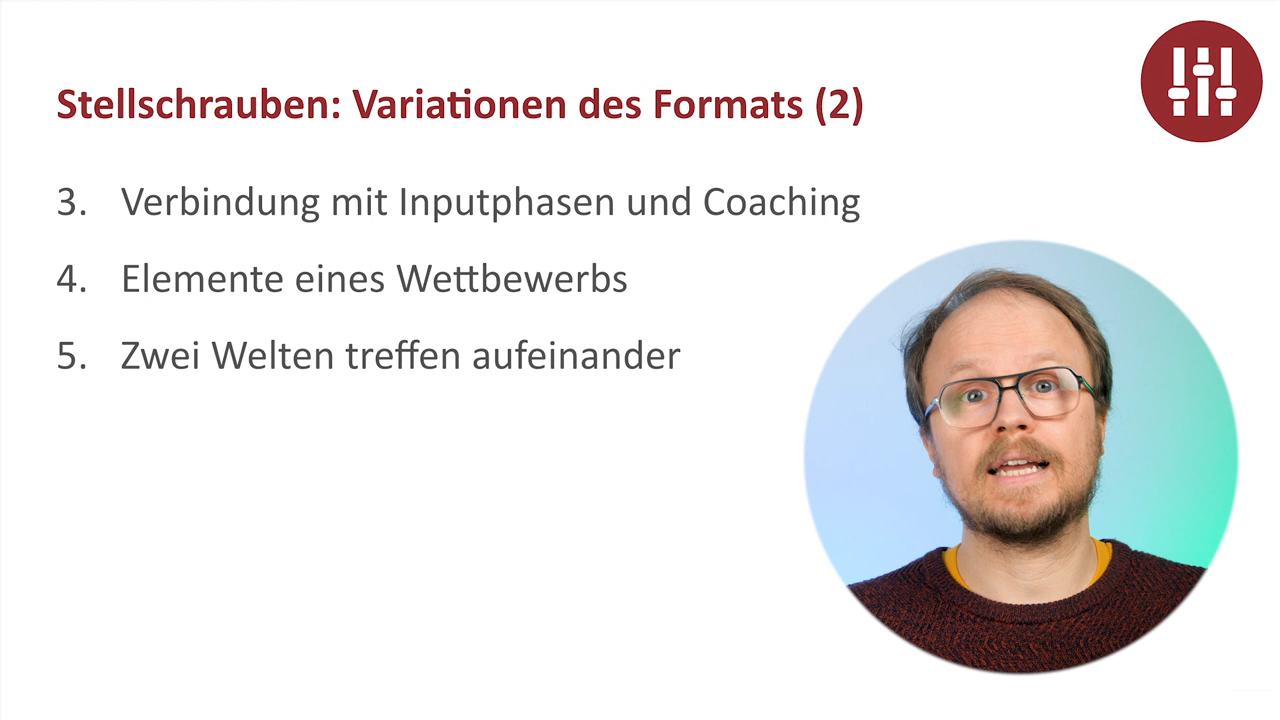 Stellschrauben: Variationen des Formats (2)
3. Verbindung mit Inputphasen und Coaching
4. Elemente eines Wettbewerbs
5. Zwei Welten treffen aufeinander